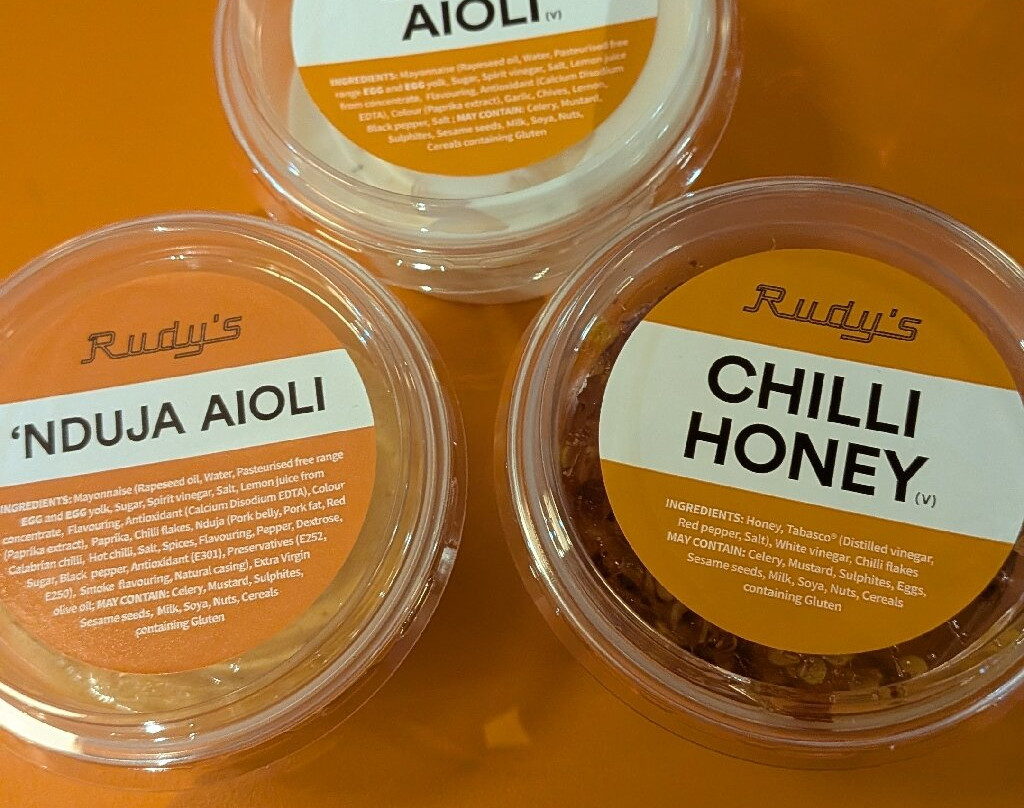 AIOLI (V)
INGREDIENTS: Mayonnaise (Rapeseed oil, Water, Pasteurised free
range EGG and EGG yolk, Sugar, Spirit vinegar, Salt, Lemon juice
from concentrate, Flavouring, Antioxidant (Calcium Disodium
EDTA), Colour (Paprika extract), Garlic, Chives, Lemon,
Black pepper, Salt ; MAY CONTAIN: Celery, Mustard,
Sulphites, Sesame seeds, Milk, Soya, Nuts,
Cereals containing Gluten
Rudy's
‘NDUJA AIOLI
INGREDIENTS: Mayonnaise (Rapeseed oil, Water, Pasteurised free range
EGG and EGG yolk, Sugar, Spirit vinegar, Salt, Lemon juice from
concentrate, Flavouring, Antioxidant (Calcium Disodium EDTA), Colour
(Paprika extract), Paprika, Chilli flakes, Nduja (Pork belly, Pork fat, Red
Calabrian chilli, Hot chilli, Salt, Spices, Flavouring, Pepper, Dextrose,
Sugar, Black pepper, Antioxidant (E301), Preservatives (E252,
E250), Smoke flavouring, Natural casing), Extra Virgin
olive oil; MAY CONTAIN: Celery, Mustard, Sulphites,
Sesame seeds, Milk, Soya, Nuts, Cereals
containing Gluten
Rudy's
CHILLI
HONEY (V)
INGREDIENTS: Honey, Tabasco® (Distilled vinegar,
Red pepper, Salt), White vinegar, Chilli flakes
MAY CONTAIN: Celery, Mustard, Sulphites, Eggs,
Sesame seeds, Milk, Soya, Nuts, Cereals
containing Gluten